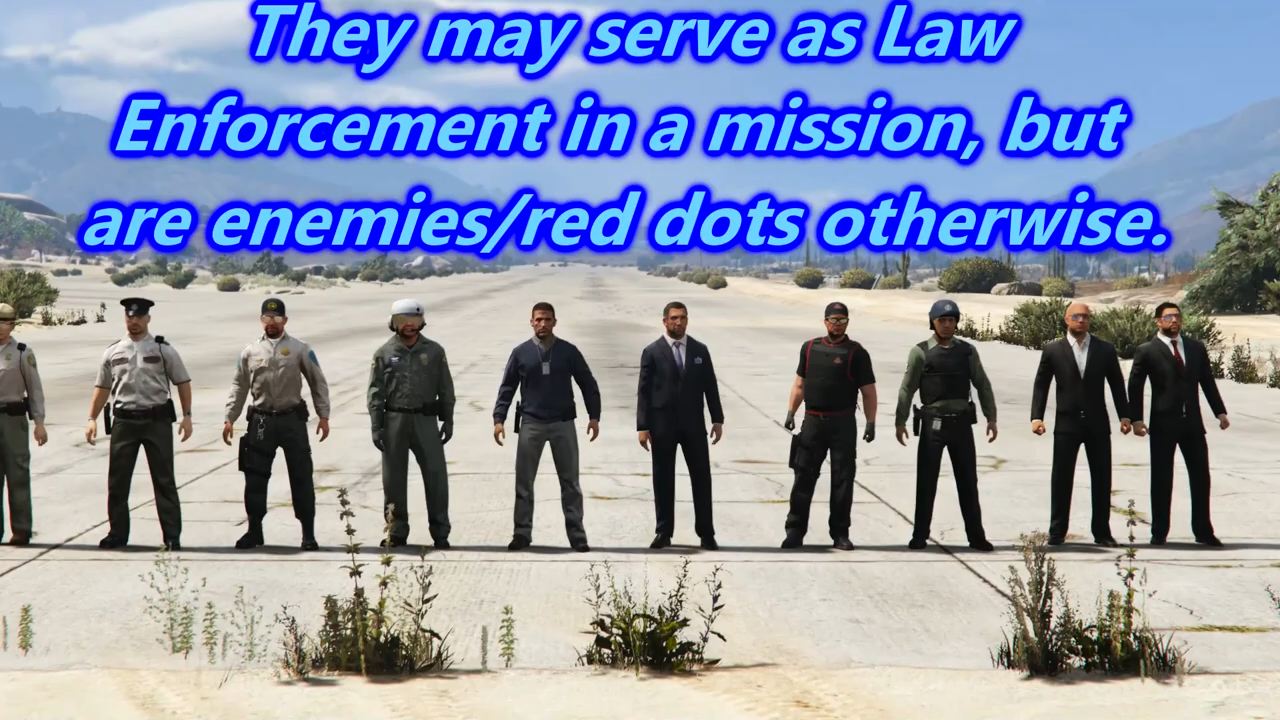 They may serve as Law
Enforcement in a mission, but
are enemies/red dots otherwise.